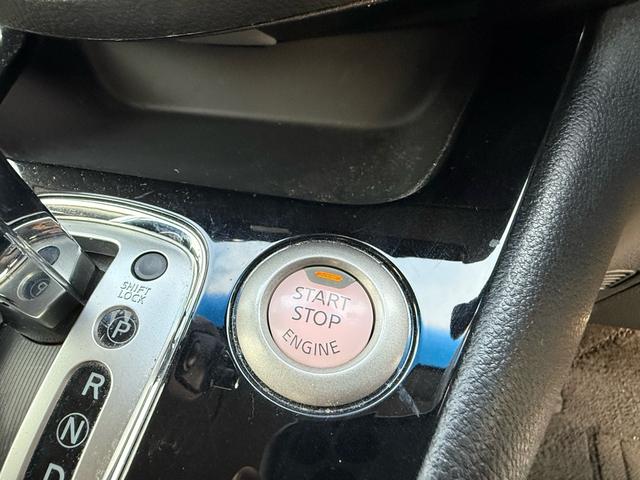 START
STOP
ENGINE
SHIFT
LOCK
P
R
N
D